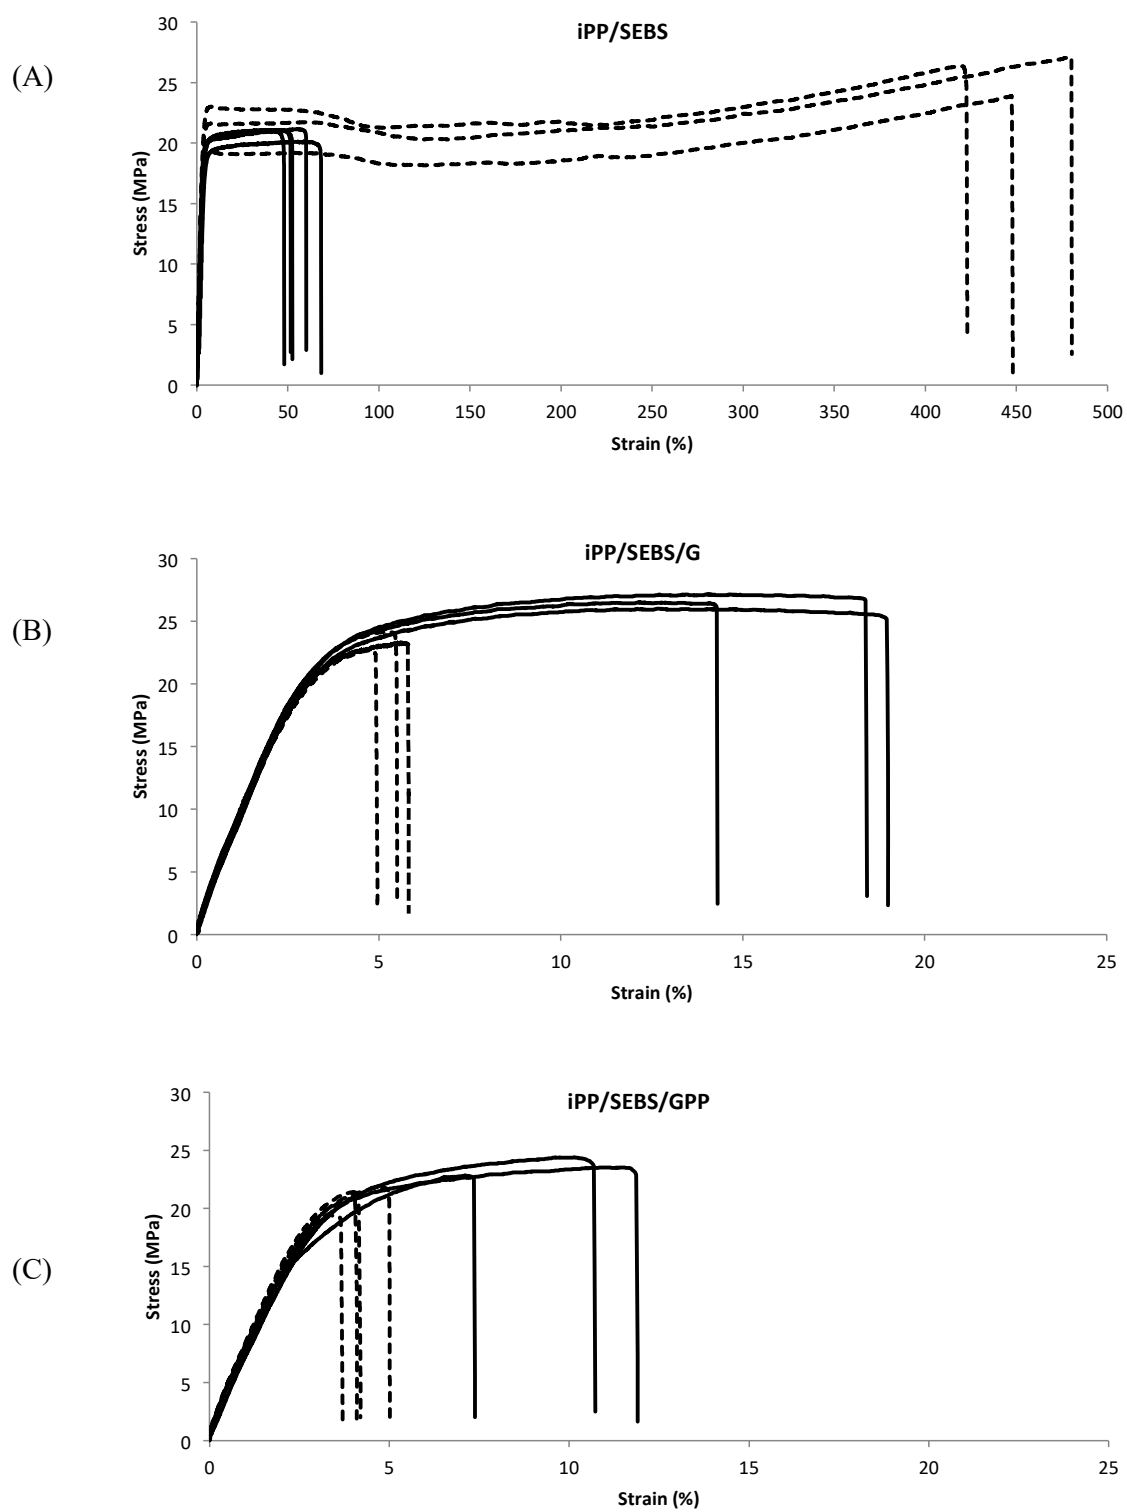 iPP/SEBS
(A)
30
25
20
15
10
5
0
Stress (MPa)
0 50 100 150 200 250 300 350 400 450 500
Strain (%)
iPP/SEBS/G
(B)
30
25
20
15
10
5
0
Stress (MPa)
0 5 10 15 20 25
Strain (%)
iPP/SEBS/GPP
(C)
30
25
20
15
10
5
0
Stress (MPa)
0 5 10 15 20 25
Strain (%)